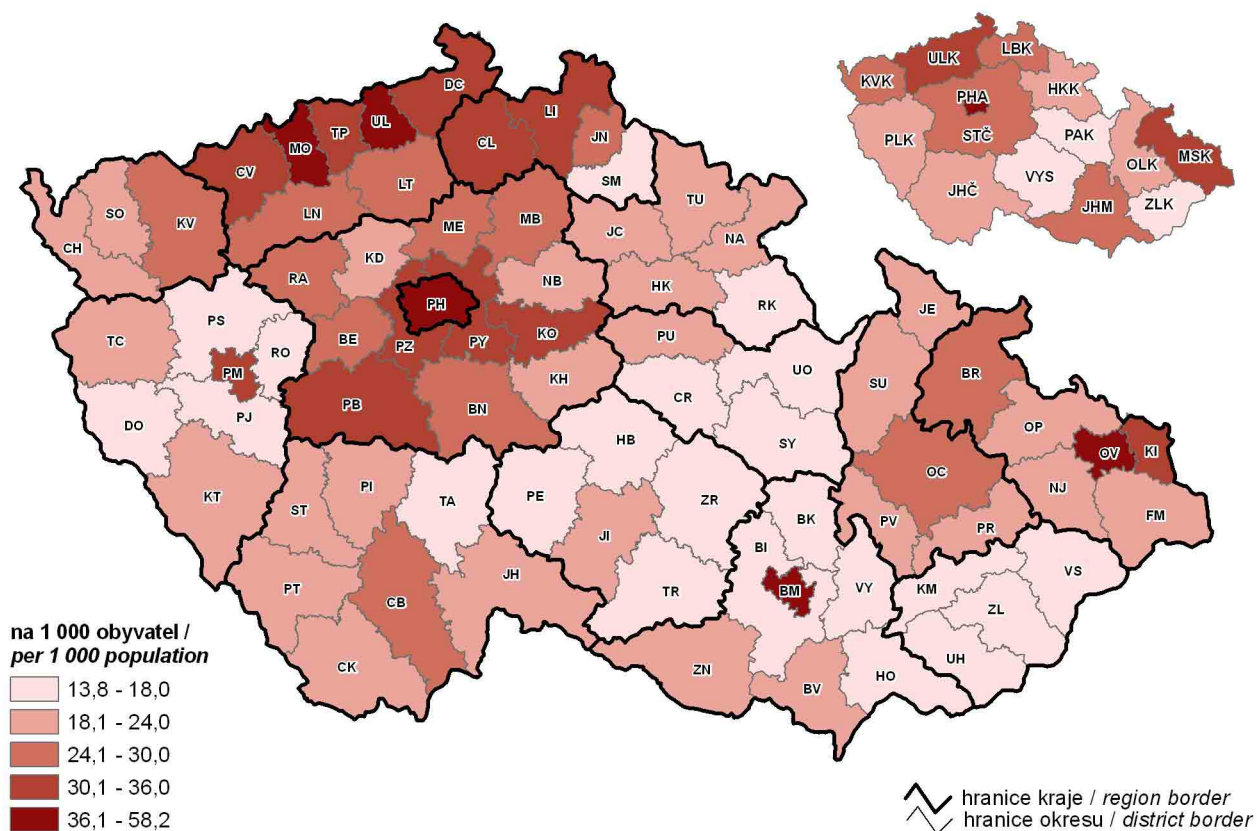 DC
UL
LI
TP
MO
JN
CL
CV
SM
LT
SO
KV
LN
TU
CH
ME
MB
JC
NA
KD
RA
NB
HK
PH
RK
JE
PS
TC
BE
PZ
PY
KO
PU
RO
PM
UO
SU
BR
KH
CR
PB
BN
PJ
DO
OP
HB
SY
OV
KI
OC
PI
KT
TA
PE
ZR
NJ
ST
BK
PV
PR
FM
JI
BI
VS
JH
PT
TR
BM
VY
KM
CB
ZL
UH
CK
ZN
BV
HO
ULK
LBK
KVK
HKK
PHA
STČ
PAK
PLK
OLK
MSK
VYS
JHČ
JHM
ZLK
na 1 000 obyvatel /
per 1 000 population
13,8 - 18,0
18,1 - 24,0
24,1 - 30,0
30,1 - 36,0
36,1 - 58,2
hranice kraje / region border
hranice okresu / district border